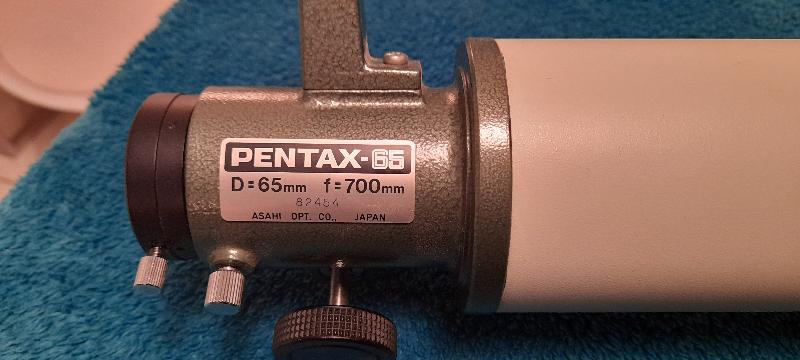 PENTAX-65
D=65mm f=700mm
82454
ASAHI OPT. CO., JAPAN